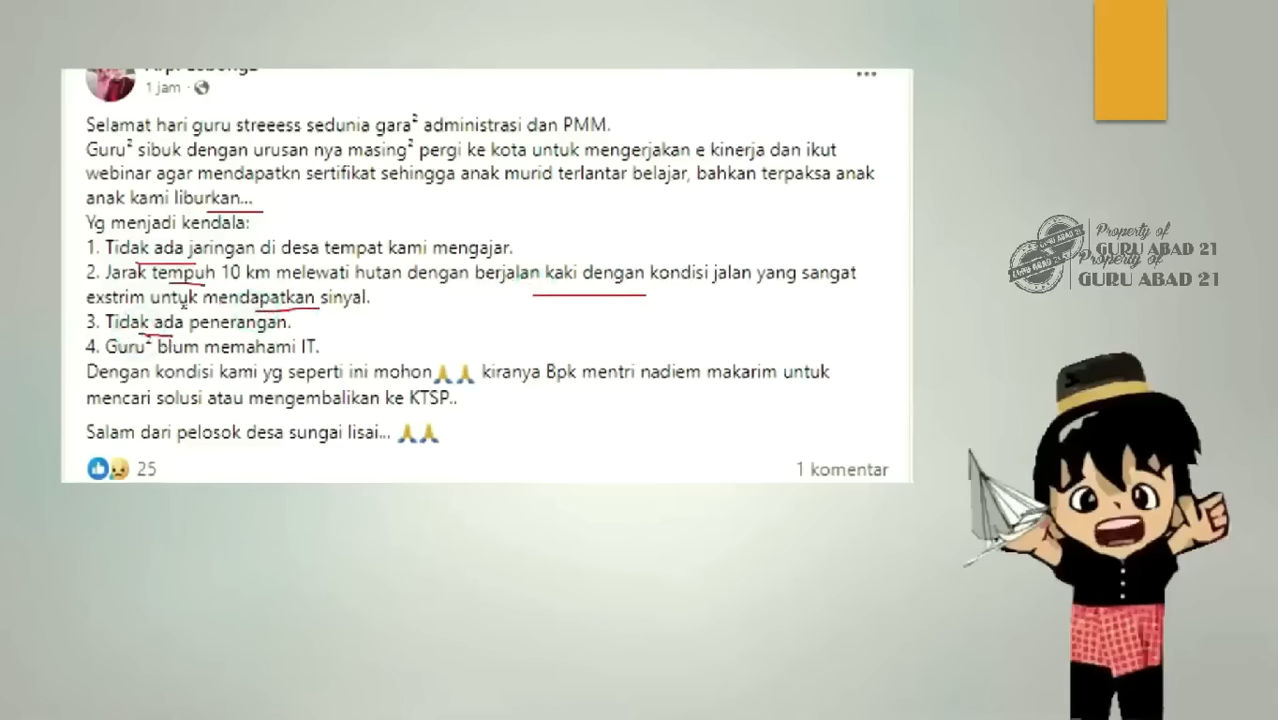 1 jam ·
Selamat hari guru streeess sedunia gara² administrasi dan PMM.
Guru² sibuk dengan urusan nya masing² pergi ke kota untuk mengerjakan e kinerja dan ikut
webinar agar mendapatkn sertifikat sehingga anak murid terlantar belajar, bahkan terpaksa anak
anak kami liburkan...
Yg menjadi kendala:
1. Tidak ada jaringan di desa tempat kami mengajar.
2. Jarak tempuh 10 km melewati hutan dengan berjalan kaki dengan kondisi jalan yang sangat
exstrim untuk mendapatkan sinyal.
3. Tidak ada penerangan.
4. Guru² blum memahami IT.
Dengan kondisi kami yg seperti ini mohon🙏🙏 kiranya Bpk mentri nadiem makarim untuk
mencari solusi atau mengembalikan ke KTSP..
Salam dari pelosok desa sungai lisai... 🙏🙏
25
1 komentar
Property of
GURU ABAD 21
Property of
GURU ABAD 21